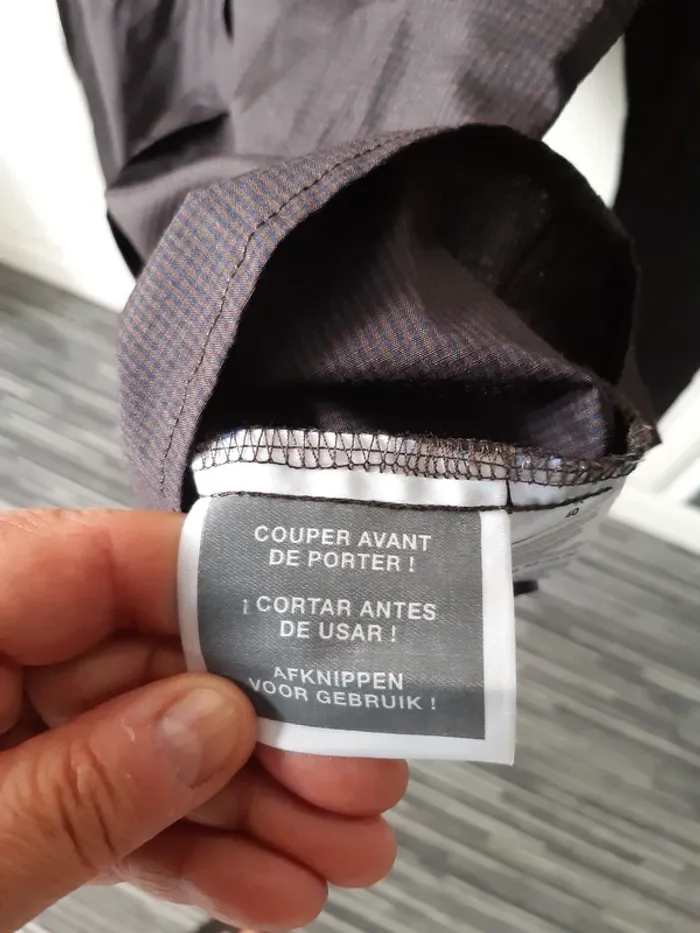 COUPER AVANT
DE PORTER !
¡ CORTAR ANTES
DE USAR !
AFKNIPPEN
VOOR GEBRUIK !